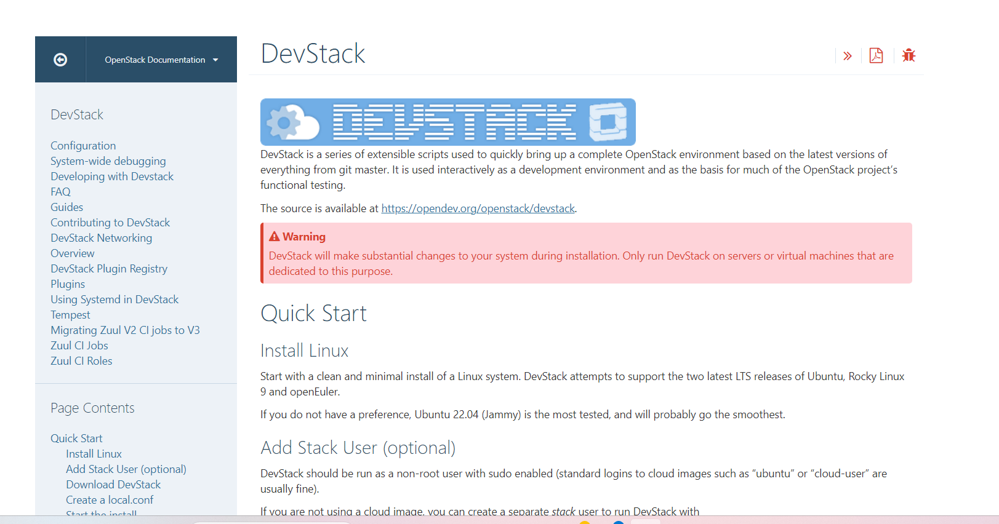 OpenStack Documentation
DevStack
Configuration
System-wide debugging
Developing with Devstack
FAQ
Guides
Contributing to DevStack
DevStack Networking
Overview
DevStack Plugin Registry
Plugins
Using Systemd in DevStack
Tempest
Migrating Zuul V2 CI jobs to V3
Zuul CI Jobs
Zuul CI Roles
Page Contents
Quick Start
Install Linux
Add Stack User (optional)
Download DevStack
Create a local.conf
Start the install
DevStack
DEVSTACK
DevStack is a series of extensible scripts used to quickly bring up a complete OpenStack environment based on the latest versions of
everything from git master. It is used interactively as a development environment and as the basis for much of the OpenStack project’s
functional testing.
The source is available at https://opendev.org/openstack/devstack.
Warning
DevStack will make substantial changes to your system during installation. Only run DevStack on servers or virtual machines that are
dedicated to this purpose.
Quick Start
Install Linux
Start with a clean and minimal install of a Linux system. DevStack attempts to support the two latest LTS releases of Ubuntu, Rocky Linux
9 and openEuler.
If you do not have a preference, Ubuntu 22.04 (Jammy) is the most tested, and will probably go the smoothest.
Add Stack User (optional)
DevStack should be run as a non-root user with sudo enabled (standard logins to cloud images such as “ubuntu” or “cloud-user” are
usually fine).
If you are not using a cloud image, you can create a separate stack user to run DevStack with